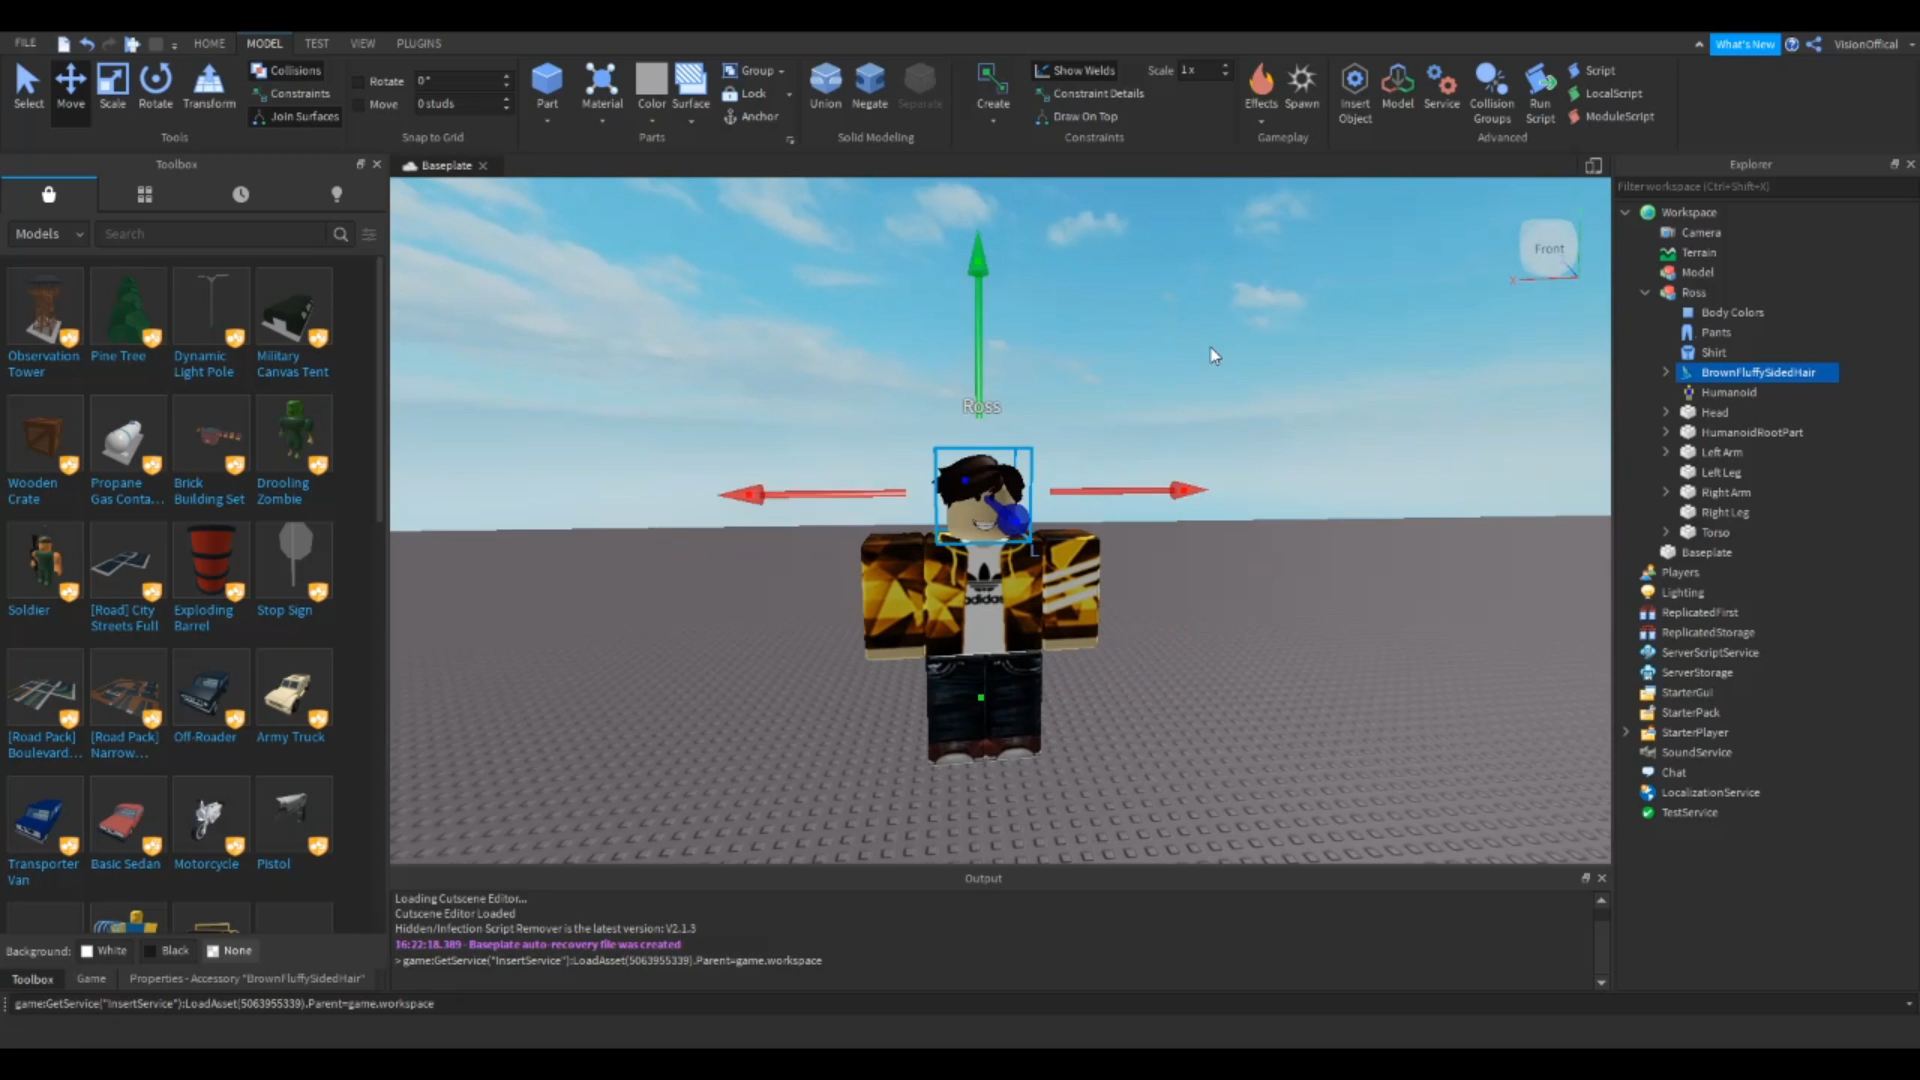 FILE HOME MODEL TEST VIEW PLUGINS What's New VisionOffical
Select Move Scale Rotate Transform
Collisions
Constraints
Join Surfaces
Tools
Rotate 0°
Move 0 studs
Snap to Grid
Part Material Color Surface
Group
Lock
Anchor
Parts
Union Negate Separate
Solid Modeling
Create
Show Welds Scale 1x
Constraint Details
Draw On Top
Constraints
Effects Spawn
Gameplay
Insert Object Model Service Collision Groups Run Script
Script
LocalScript
ModuleScript
Advanced
Toolbox
Models Search
Observation Tower
Pine Tree
Dynamic Light Pole
Military Canvas Tent
Wooden Crate
Propane Gas Conta...
Brick Building Set
Drooling Zombie
Soldier
[Road] City Streets Full
Exploding Barrel
Stop Sign
[Road Pack] Boulevard...
[Road Pack] Narrow...
Off-Roader
Army Truck
Transporter Van
Basic Sedan
Motorcycle
Pistol
Background: White Black None
Toolbox Game Properties - Accessory "BrownFluffySidedHair"
game:GetService("InsertService"):LoadAsset(5063955339).Parent=game.workspace
Baseplate
Front
X
Ross
adidas
L
Output
Loading Cutscene Editor...
Cutscene Editor Loaded
Hidden/Infection Script Remover is the latest version: V2.1.3
16:22:18.389 - Baseplate auto-recovery file was created
> game:GetService("InsertService"):LoadAsset(5063955339).Parent=game.workspace
Explorer
Filter workspace (Ctrl+Shift+X)
Workspace
Camera
Terrain
Model
Ross
Body Colors
Pants
Shirt
BrownFluffySidedHair
Humanoid
Head
HumanoidRootPart
Left Arm
Left Leg
Right Arm
Right Leg
Torso
Baseplate
Players
Lighting
ReplicatedFirst
ReplicatedStorage
ServerScriptService
ServerStorage
StarterGui
StarterPack
StarterPlayer
SoundService
Chat
LocalizationService
TestService